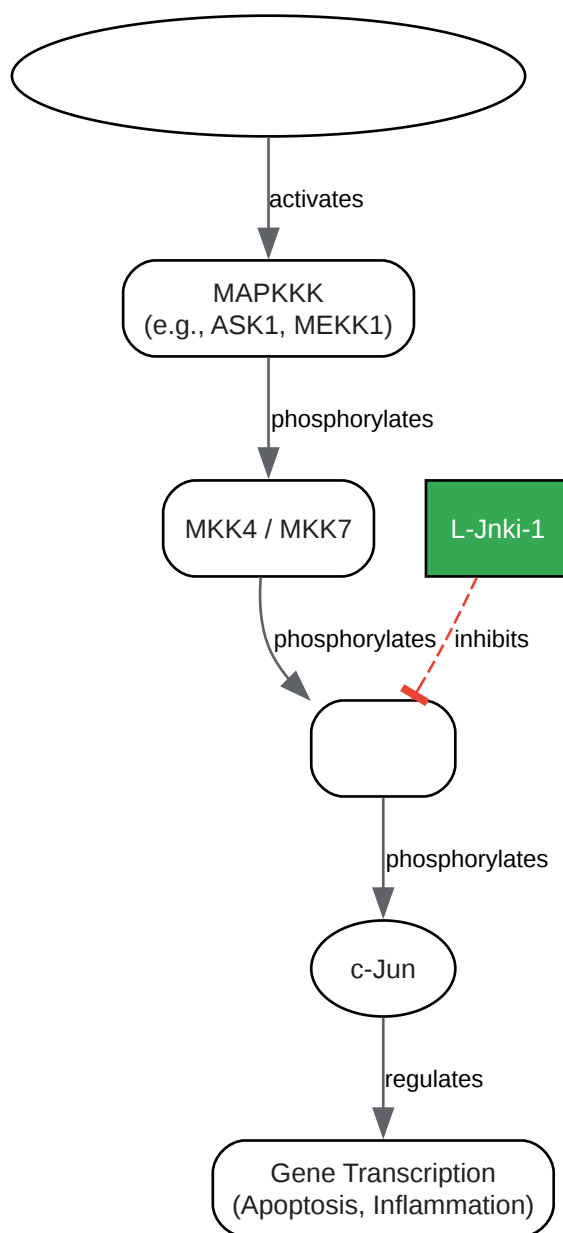 activates
MAPKKK
(e.g., ASK1, MEKK1)
phosphorylates
MKK4 / MKK7
L-Jnki-1
phosphorylates
inhibits
phosphorylates
c-Jun
regulates
Gene Transcription
(Apoptosis, Inflammation)